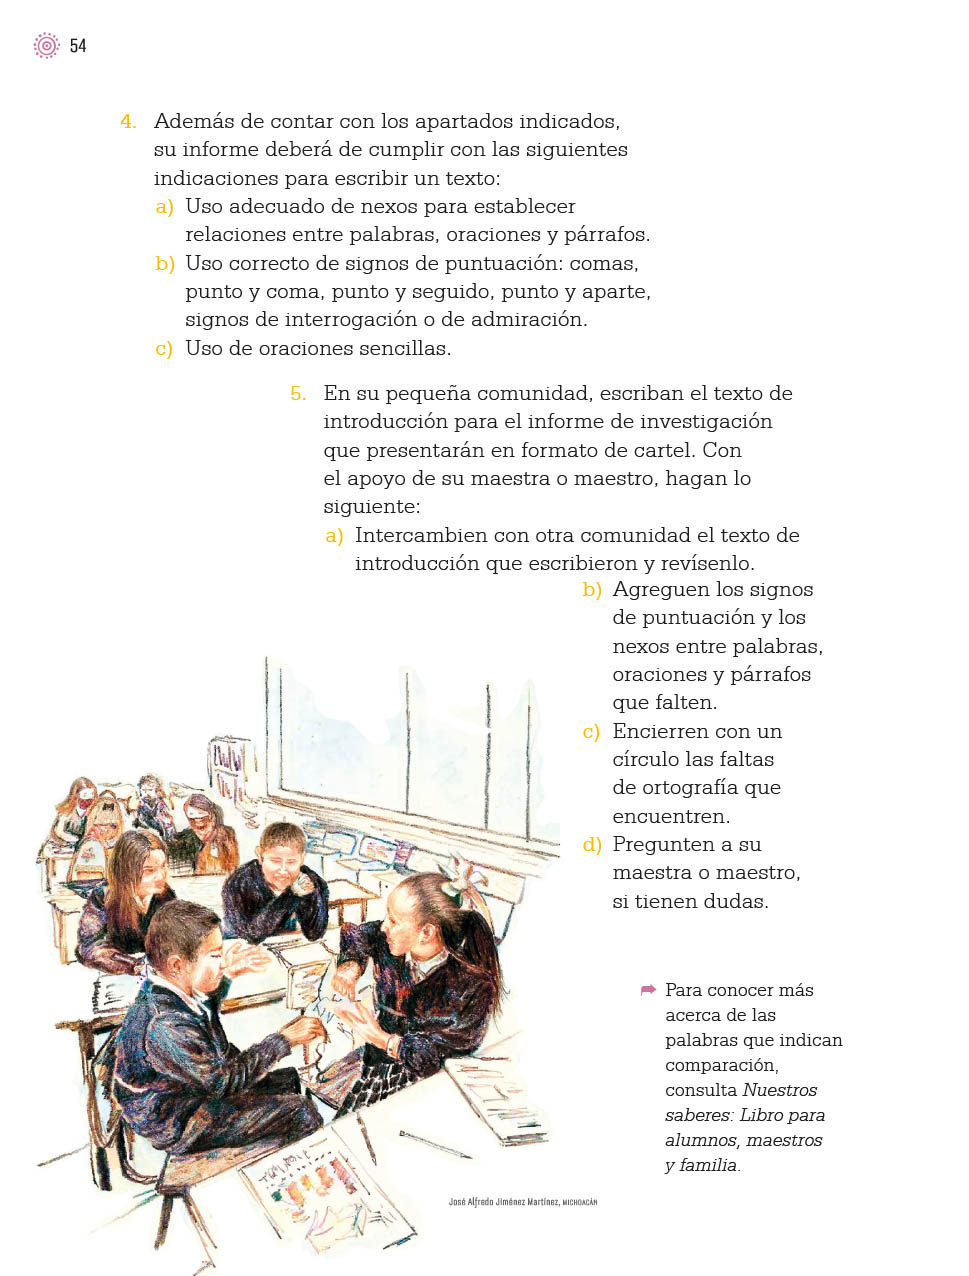 54
4. Además de contar con los apartados indicados,
su informe deberá de cumplir con las siguientes
indicaciones para escribir un texto:
a) Uso adecuado de nexos para establecer
relaciones entre palabras, oraciones y párrafos.
b) Uso correcto de signos de puntuación: comas,
punto y coma, punto y seguido, punto y aparte,
signos de interrogación o de admiración.
c) Uso de oraciones sencillas.
5. En su pequeña comunidad, escriban el texto de
introducción para el informe de investigación
que presentarán en formato de cartel. Con
el apoyo de su maestra o maestro, hagan lo
siguiente:
a) Intercambien con otra comunidad el texto de
introducción que escribieron y revísenlo.
b) Agreguen los signos
de puntuación y los
nexos entre palabras,
oraciones y párrafos
que falten.
c) Encierren con un
círculo las faltas
de ortografía que
encuentren.
d) Pregunten a su
maestra o maestro,
si tienen dudas.
Para conocer más
acerca de las
palabras que indican
comparación,
consulta Nuestros
saberes: Libro para
alumnos, maestros
y familia.
José Alfredo Jiménez Martínez, MICHOACÁN